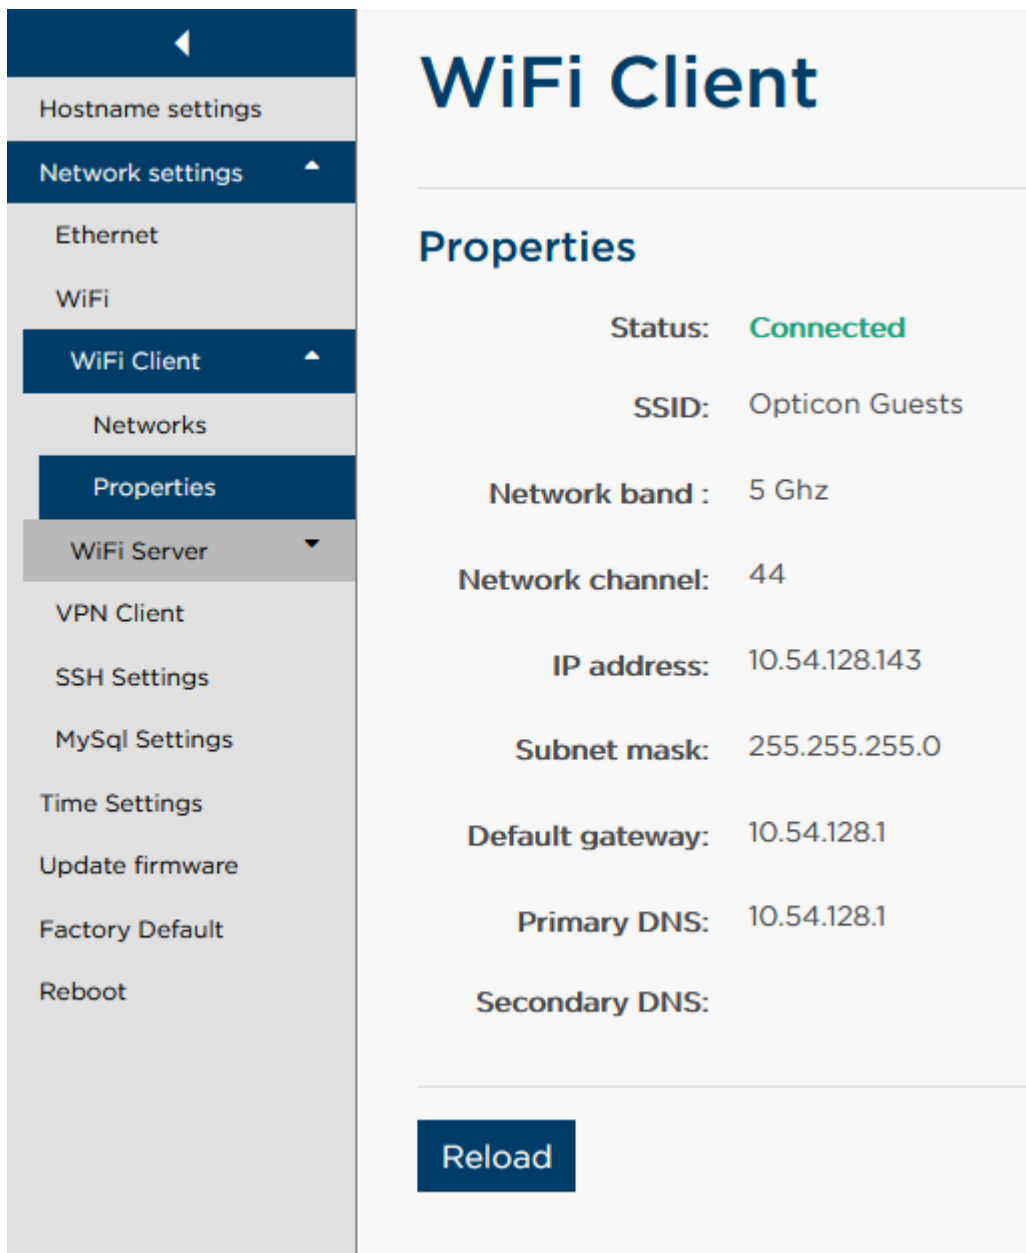 Hostname settings
Network settings
Ethernet
WiFi
WiFi Client
Networks
Properties
WiFi Server
VPN Client
SSH Settings
MySql Settings
Time Settings
Update firmware
Factory Default
Reboot
WiFi Client
Properties
Status: Connected
SSID: Opticon Guests
Network band : 5 Ghz
Network channel: 44
IP address: 10.54.128.143
Subnet mask: 255.255.255.0
Default gateway: 10.54.128.1
Primary DNS: 10.54.128.1
Secondary DNS:
Reload